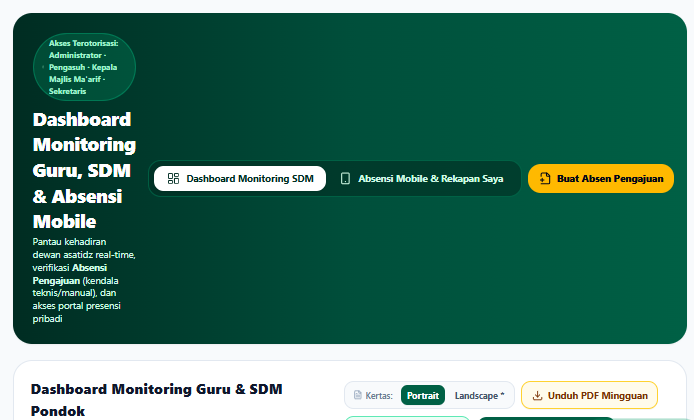 Akses Terotorisasi:
Administrator ·
Pengasuh · Kepala
Majlis Ma'arif ·
Sekretaris
Dashboard
Monitoring
Guru, SDM
& Absensi
Mobile
Pantau kehadiran
dewan asatidz real-time,
verifikasi Absensi
Pengajuan (kendala
teknis/manual), dan
akses portal presensi
pribadi
Dashboard Monitoring SDM
Absensi Mobile & Rekapan Saya
Buat Absen Pengajuan
Dashboard Monitoring Guru & SDM
Pondok
Kertas:
Portrait
Landscape *
Unduh PDF Mingguan